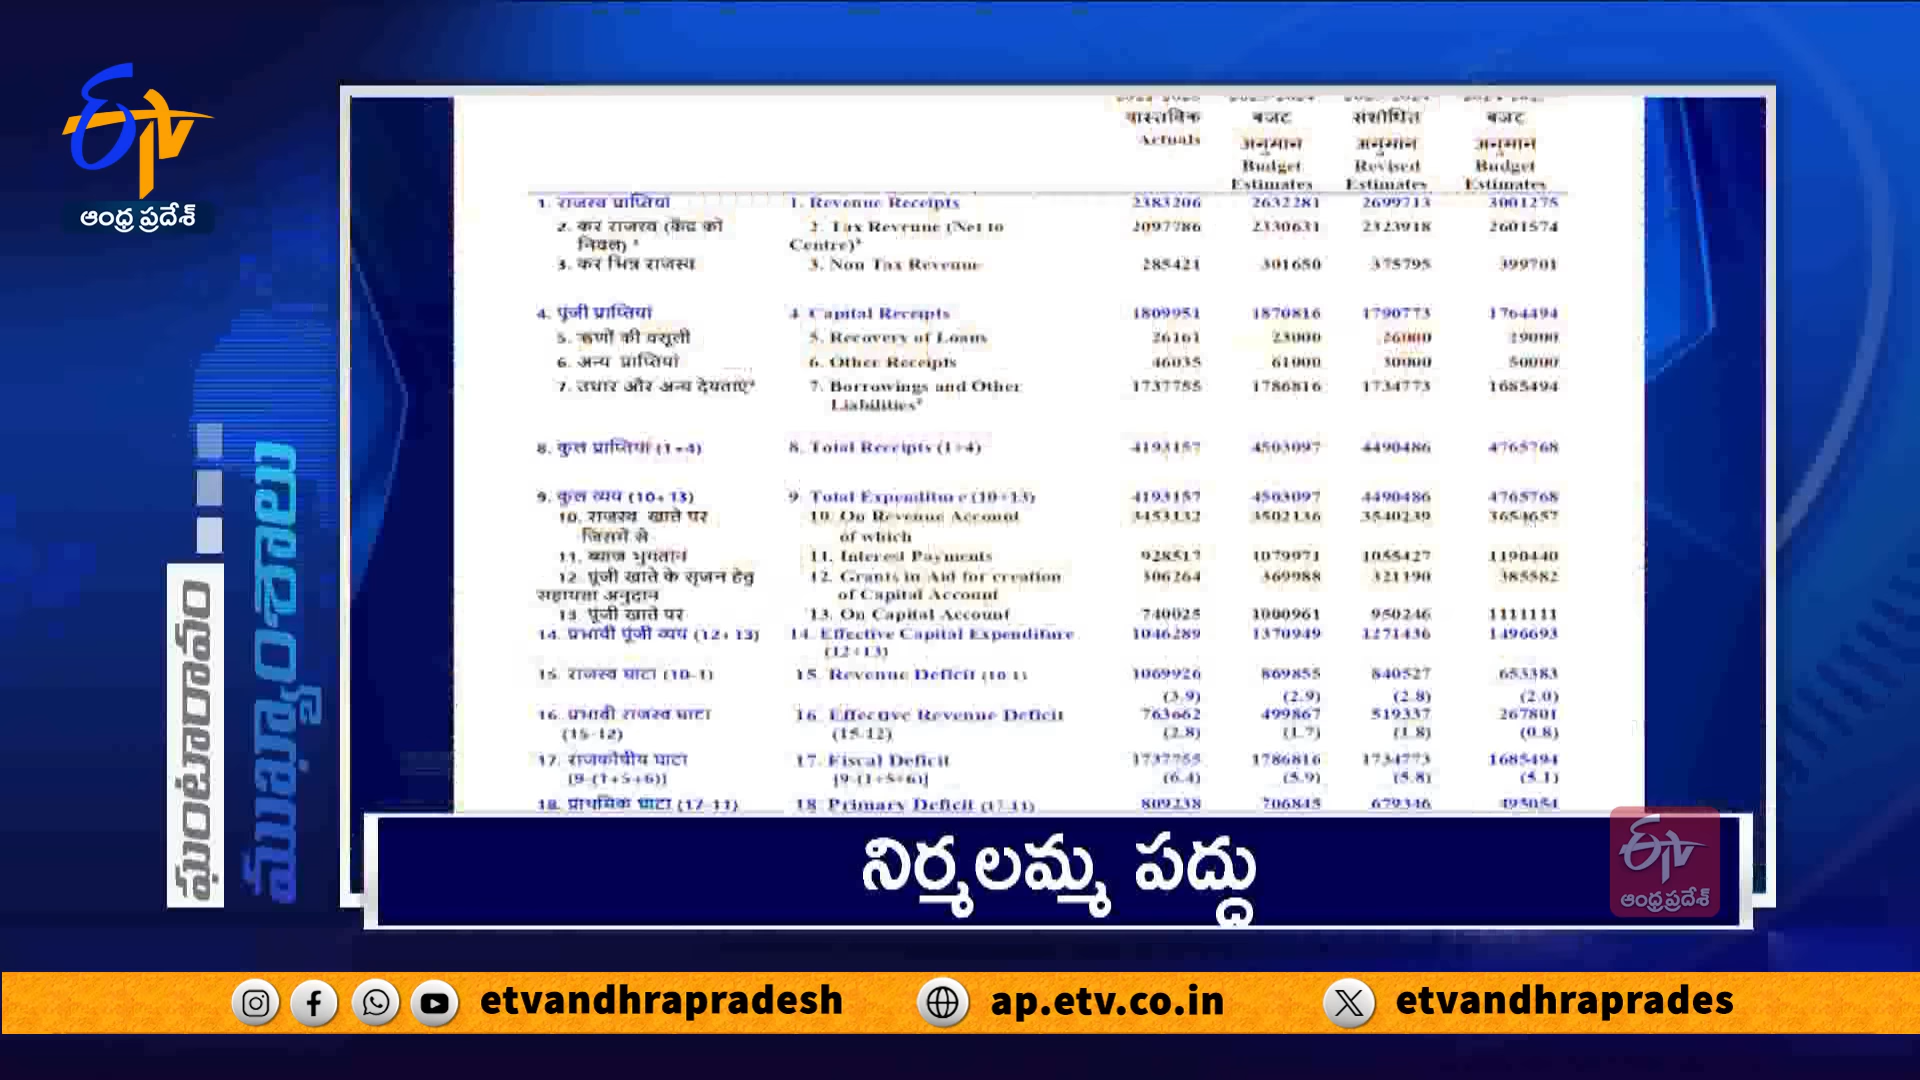 ఆంధ్ర ప్రదేశ్
वास्तविक बजट संशोधित बजट
Actuals अनुमान अनुमान अनुमान
Budget Revised Budget
Estimates Estimates Estimates
1. राजस्व प्राप्तियां 1. Revenue Receipts 2383206 2632281 2699713 3001275
2. कर राजस्व (केंद्र को 2. Tax Revenue (Net to 2097786 2330631 2323918 2601574
निवल) Centre)
3. कर भिन्न राजस्व 3. Non Tax Revenue 285421 301650 375795 399701
4. पूंजी प्राप्तियां 4. Capital Receipts 1809951 1870816 1790773 1764494
5. ऋणों की वसूली 5. Recovery of Loans 26161 23000 26000 29000
6. अन्य प्राप्तियां 6. Other Receipts 46035 61000 30000 50000
7. उधार और अन्य देयताएं 7. Borrowings and Other 1737755 1786816 1734773 1685494
Liabilities
8. कुल प्राप्तियां (1+4) 8. Total Receipts (1+4) 4193157 4503097 4490486 4765768
9. कुल व्यय (10+13) 9. Total Expenditure (10+13) 4193157 4503097 4490486 4765768
10. राजस्व खाते पर 10. On Revenue Account 3453132 3502136 3540239 3654657
जिसमें से of which
11. ब्याज भुगतान 11. Interest Payments 928517 1079971 1055427 1190440
12. पूंजी खाते के सृजन हेतु 12. Grants in Aid for creation 306264 369988 321190 385582
सहायता अनुदान of Capital Account
13. पूंजी खाते पर 13. On Capital Account 740025 1000961 950246 1111111
14. प्रभावी पूंजी व्यय (12+13) 14. Effective Capital Expenditure 1046289 1370949 1271436 1496693
(12+13)
15. राजस्व घाटा (10-1) 15. Revenue Deficit (10-1) 1069926 869855 840527 653383
(3.9) (2.9) (2.8) (2.0)
16. प्रभावी राजस्व घाटा 16. Effective Revenue Deficit 763662 499867 519337 267801
(15-12) (15-12) (2.8) (1.7) (1.8) (0.8)
17. राजकोषीय घाटा 17. Fiscal Deficit 1737755 1786816 1734773 1685494
[9-(1+5+6)] [9-(1+5+6)] (6.4) (5.9) (5.8) (5.1)
18. प्राथमिक घाटा (17-11) 18. Primary Deficit (17-11) 809238 706845 679346 495054
ఘంటారావం
ముఖ్యాంశాలు
నిర్మలమ్మ పద్దు
ఆంధ్రప్రదేశ్
etvandhrapradesh ap.etv.co.in etvandhraprades